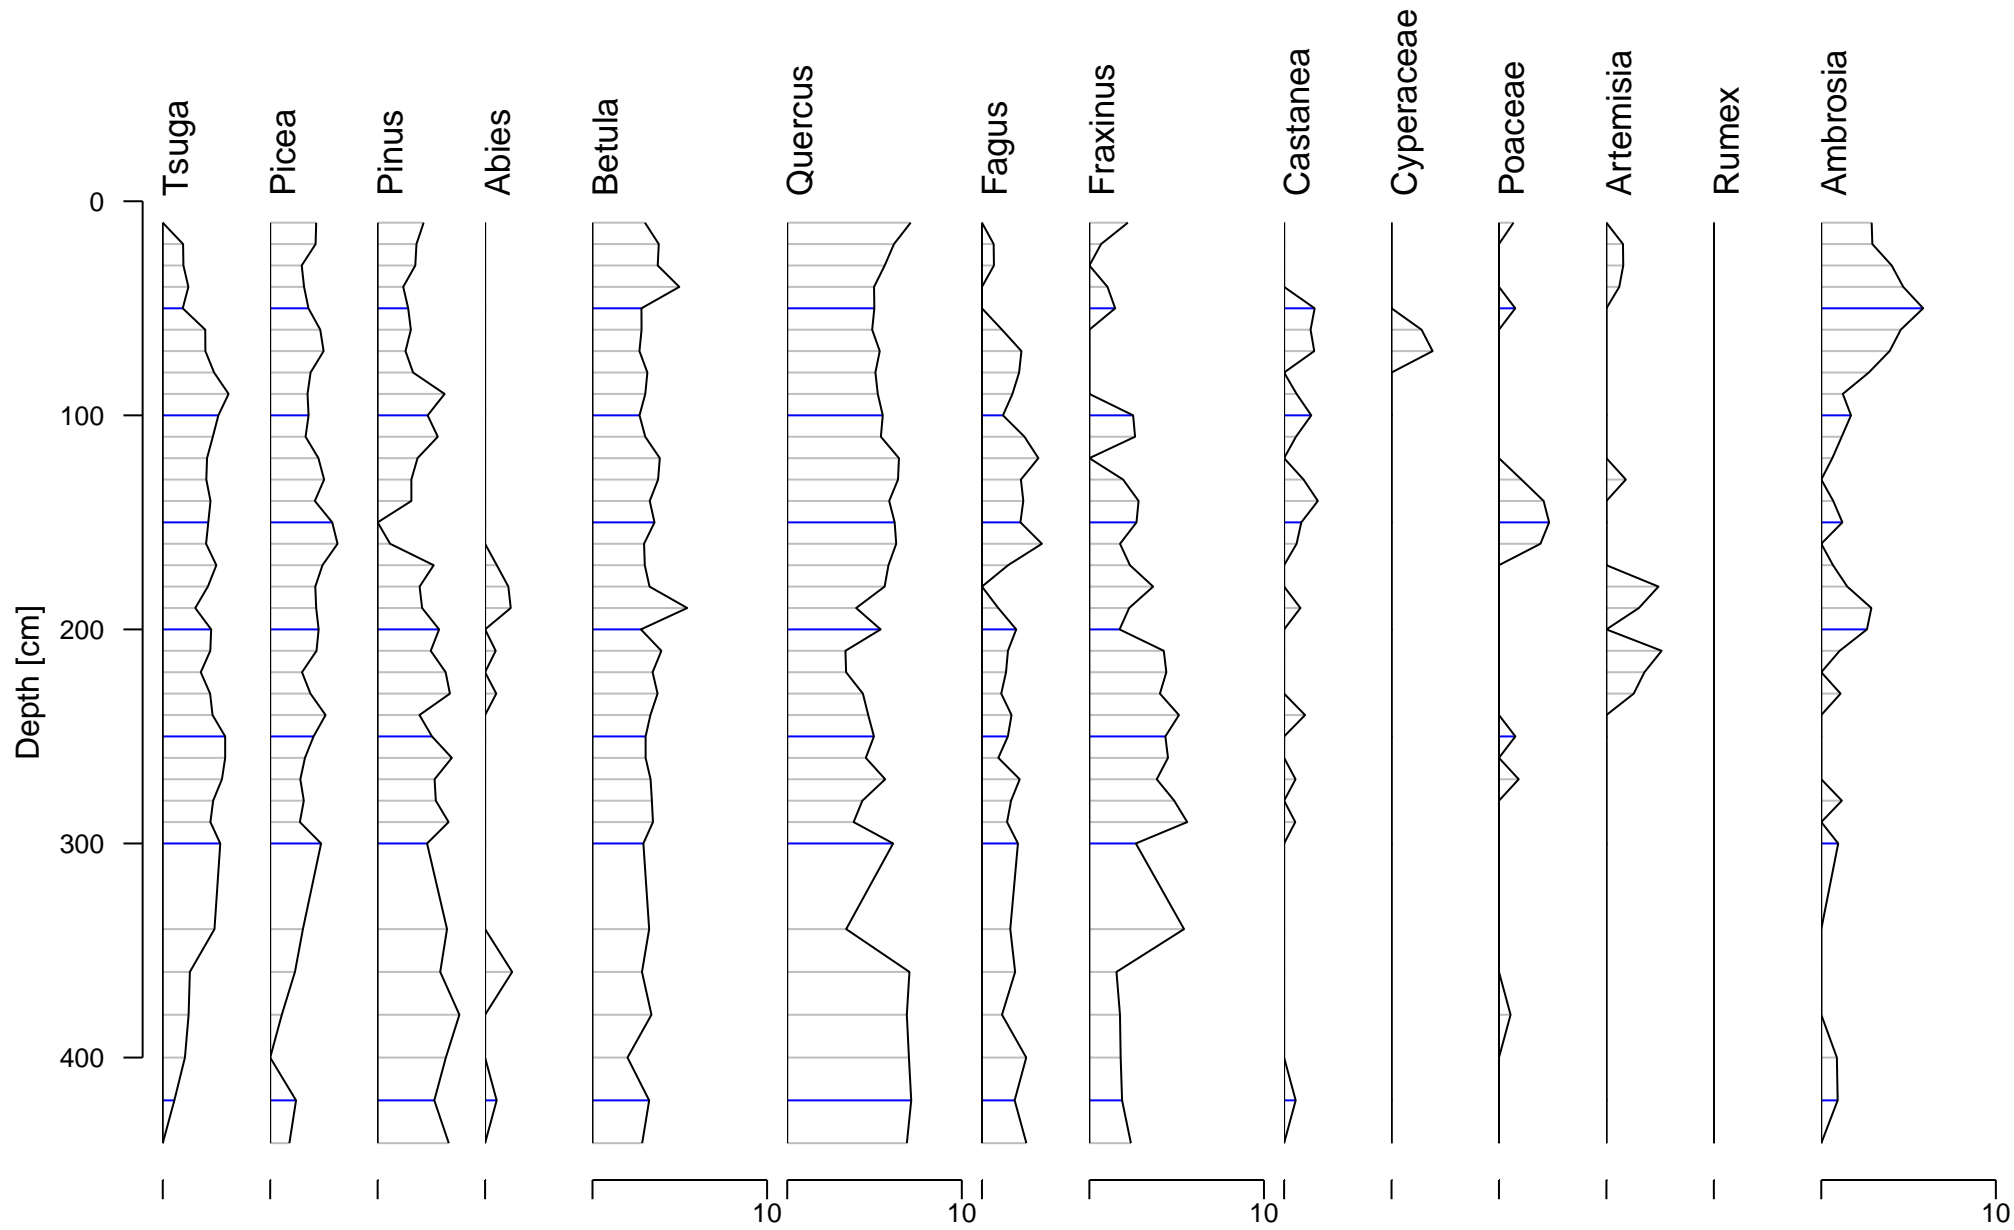 Tsuga
Picea
Pinus
Abies
Betula
Quercus
Fagus
Fraxinus
Castanea
Cyperaceae
Poaceae
Artemisia
Rumex
Ambrosia
0
100
200
300
400
Depth [cm]
10
10
10
10